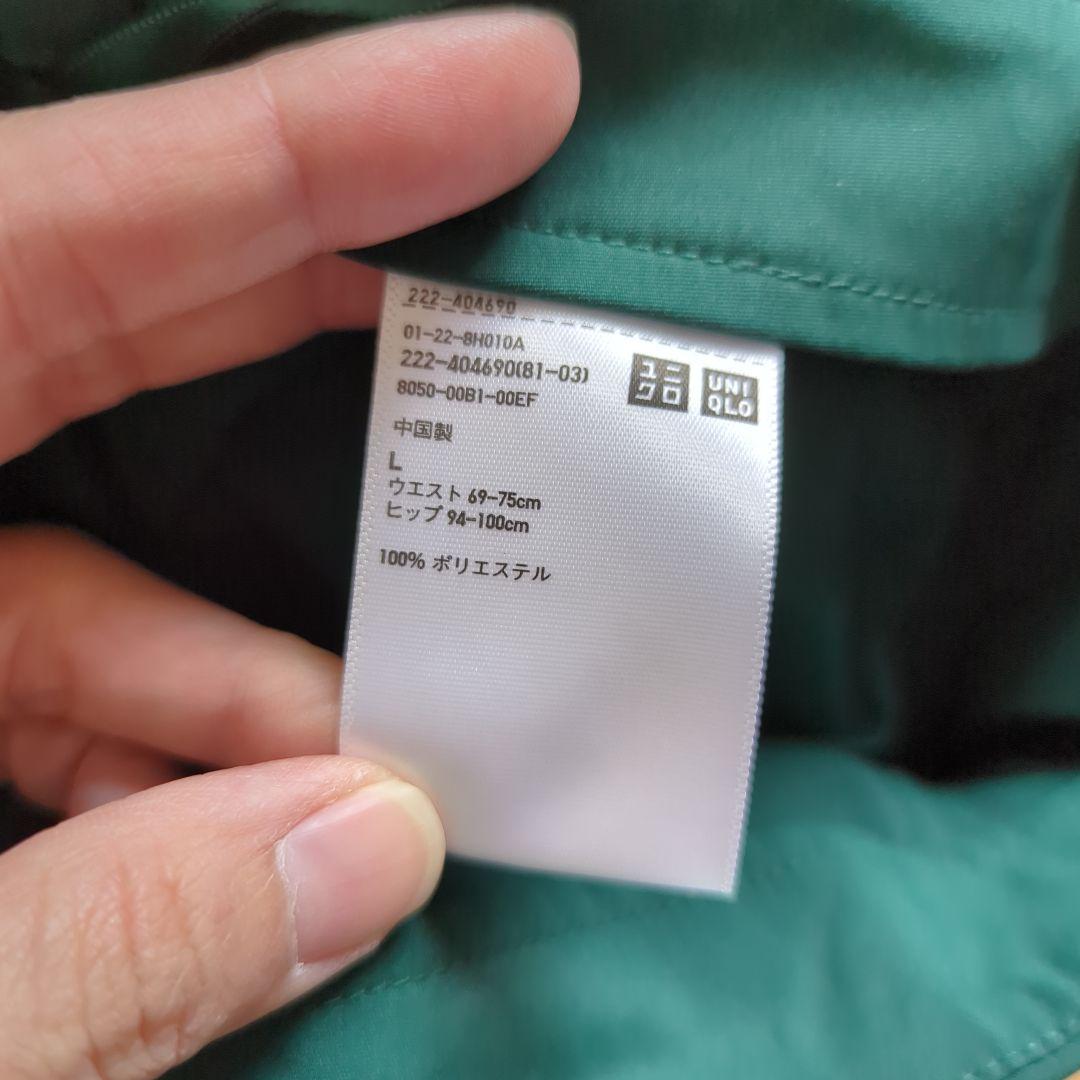 222-404690
01-22-8H010A
222-404690(81-03)
8050-00B1-00EF
ユニクロ
UNIQLO
中国製
L
ウエスト 69-75cm
ヒップ 94-100cm
100% ポリエステル